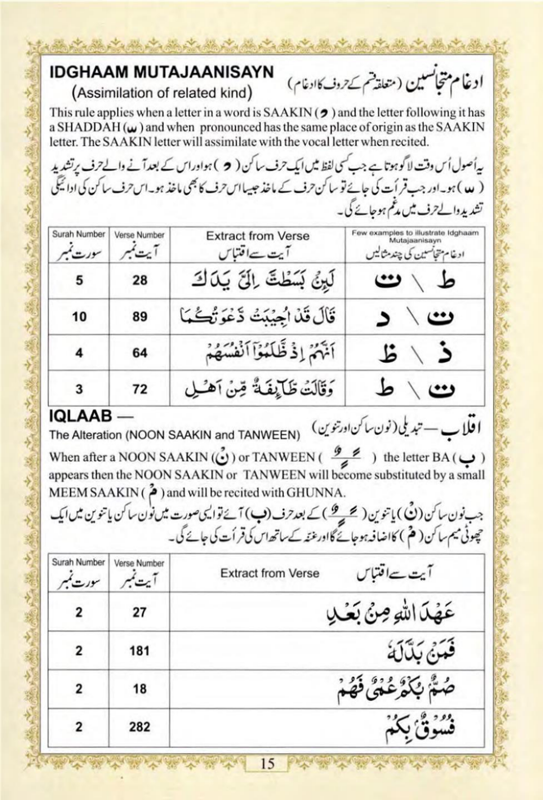 IDGHAAM MUTAJAANISAYN
(Assimilation of related kind)
ادغام متجانسین (متعلقہ قسم کے حروف کا ادغام)
This rule applies when a letter in a word is SAAKIN ( ْ ) and the letter following it has
a SHADDAH ( ّ ) and when pronounced has the same place of origin as the SAAKIN
letter. The SAAKIN letter will assimilate with the vocal letter when recited.
یہ اُصول اُس وقت لاگو ہوتا ہے جب کسی لفظ میں ایک حرف ساکن ( ْ ) ہو اور اس کے بعد آنے والے حرف پر تشدید
( ّ ) ہو۔ اور جب قرأت کی جائے تو ساکن حرف کے ماخذ جیسا اس حرف کا بھی ماخذ ہو۔ اس حرف ساکن کی ادائیگی
تشدید والے حرف میں مدغم ہو جائے گی۔
Surah Number سورت نمبر
Verse Number آیت نمبر
Extract from Verse آیت سے اقتباس
Few examples to illustrate Idghaam
Mutajaanisayn
ادغام متجانسین کی چند مثالیں
5 28 لَئِنْۢ بَسَطْتَّ اِلَیَّ یَدَكَ ط \ ت
10 89 قَالَ قَدْ اُجِیْبَتْ دَّعْوَتُكُمَا ت \ د
4 64 اَنَّهُمْ اِذْ ظَّلَمُوْۤا اَنْفُسَهُمْ ذ \ ظ
3 72 وَقَالَتْ طَّآئِفَةٌ مِّنْ اَهْلِ ت \ ط
IQLAAB —
اقلاب — تبدیلی (نون ساکن اور تنوین)
The Alteration (NOON SAAKIN and TANWEEN)
When after a NOON SAAKIN ( نْ ) or TANWEEN ( ً ٍ ٌ ) the letter BA ( ب )
appears then the NOON SAAKIN or TANWEEN will become substituted by a small
MEEM SAAKIN ( مْ ) and will be recited with GHUNNA.
جب نون ساکن ( نْ ) یا تنوین ( ً ٍ ٌ ) کے بعد حرف (ب) آئے تو ایسی صورت میں نون ساکن یا تنوین میں ایک
چھوٹی میم ساکن ( مْ ) کا اضافہ ہو جائے گا اور غنہ کے ساتھ اس کی قرأت کی جائے گی۔
Surah Number سورت نمبر
Verse Number آیت نمبر
Extract from Verse آیت سے اقتباس
2 27 عَهْدَ اللّٰهِ مِنْۢ بَعْدِ
2 181 فَمَنْۢ بَدَّلَهٗ
2 18 صُمٌّۢ بُكْمٌ عُمْیٌ فَهُمْ
2 282 فُسُوْقٌۢ بِكُمْ
15